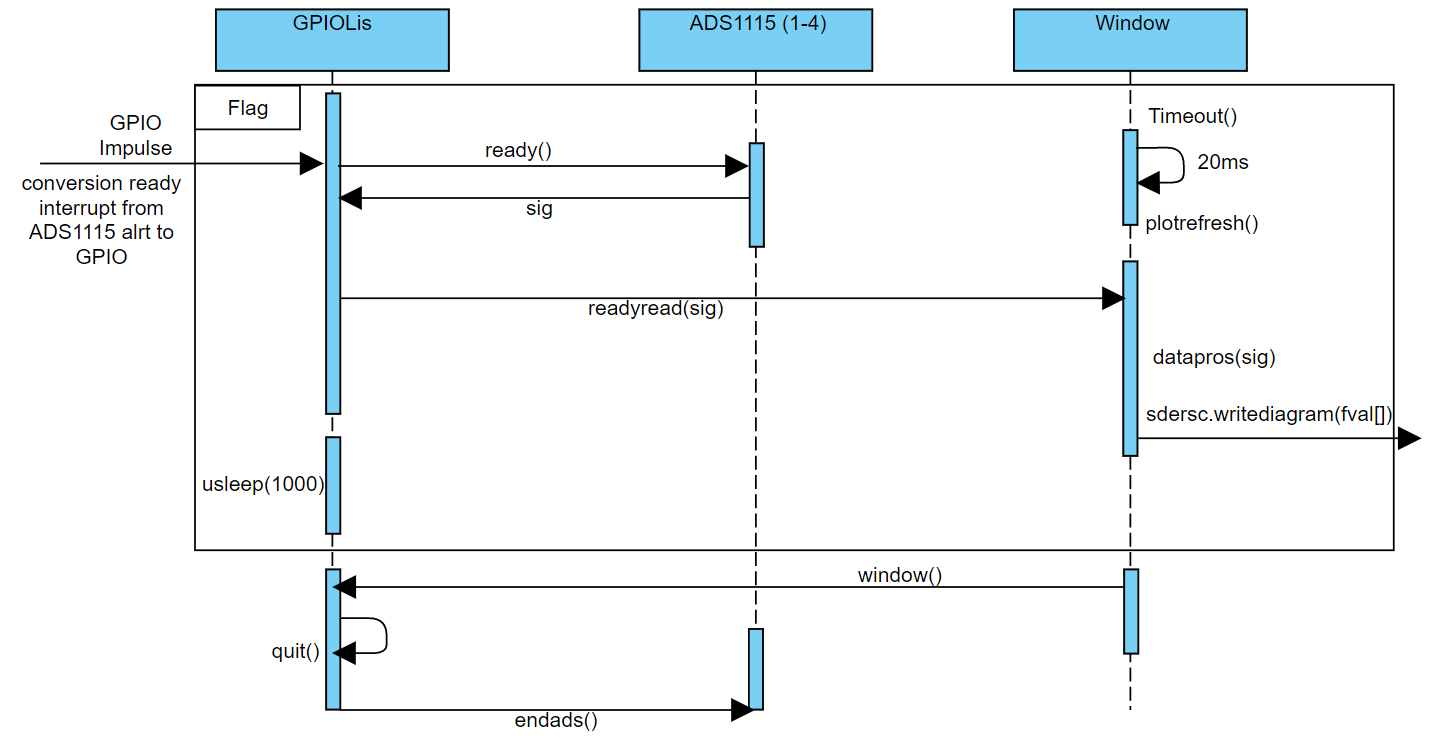 GPIOLis
ADS1115 (1-4)
Window
Flag
GPIO
Impulse
conversion ready
interrupt from
ADS1115 alrt to
GPIO
ready()
sig
Timeout()
20ms
plotrefresh()
readyread(sig)
datapros(sig)
sdersc.writediagram(fval[])
usleep(1000)
window()
quit()
endads()